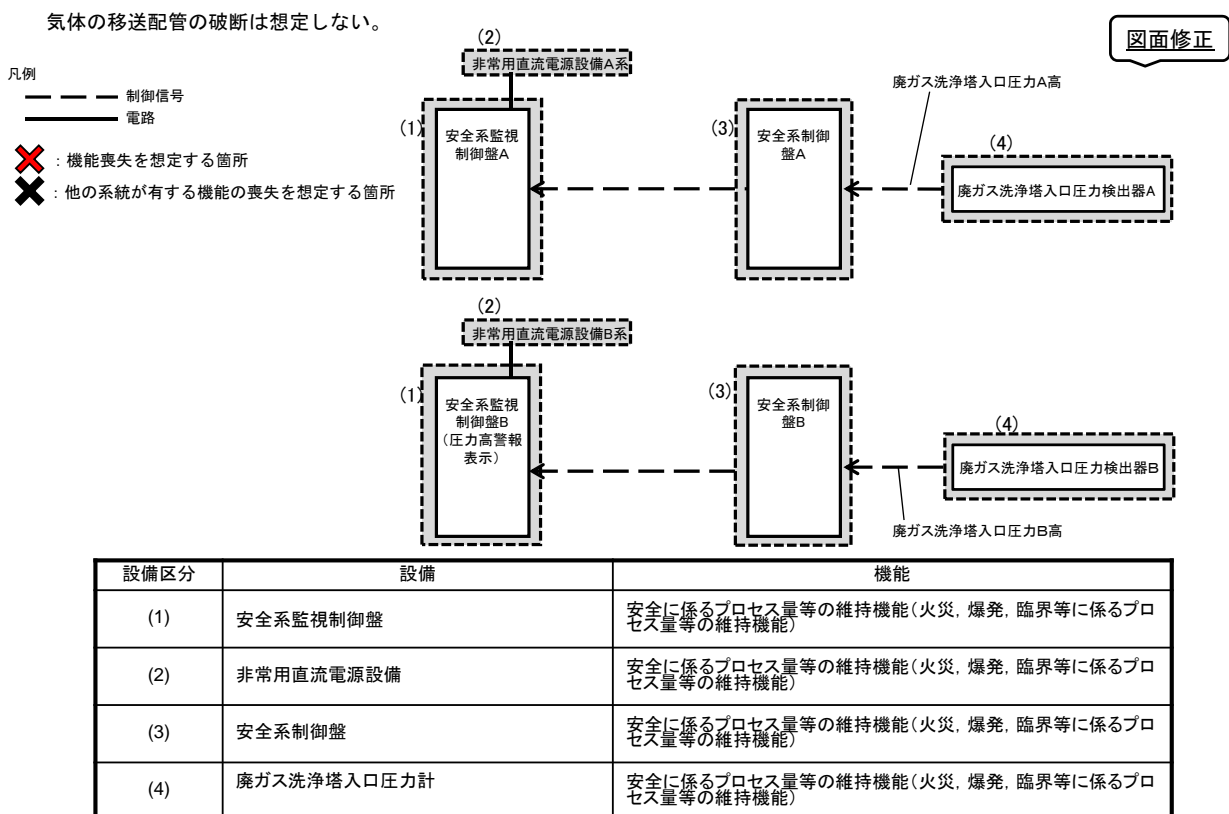 気体の移送配管の破断は想定しない。
図面修正
凡例
制御信号
電路
：機能喪失を想定する箇所
：他の系統が有する機能の喪失を想定する箇所
(2)
非常用直流電源設備A系
(1)
安全系監視
制御盤A
(3)
安全系制御
盤A
廃ガス洗浄塔入口圧力A高
(4)
廃ガス洗浄塔入口圧力検出器A
(2)
非常用直流電源設備B系
(1)
安全系監視
制御盤B
（圧力高警報
表示）
(3)
安全系制御
盤B
(4)
廃ガス洗浄塔入口圧力検出器B
廃ガス洗浄塔入口圧力B高
設備区分 設備 機能
(1) 安全系監視制御盤 安全に係るプロセス量等の維持機能（火災，爆発，臨界等に係るプロ
セス量等の維持機能）
(2) 非常用直流電源設備 安全に係るプロセス量等の維持機能（火災，爆発，臨界等に係るプロ
セス量等の維持機能）
(3) 安全系制御盤 安全に係るプロセス量等の維持機能（火災，爆発，臨界等に係るプロ
セス量等の維持機能）
(4) 廃ガス洗浄塔入口圧力計 安全に係るプロセス量等の維持機能（火災，爆発，臨界等に係るプロ
セス量等の維持機能）